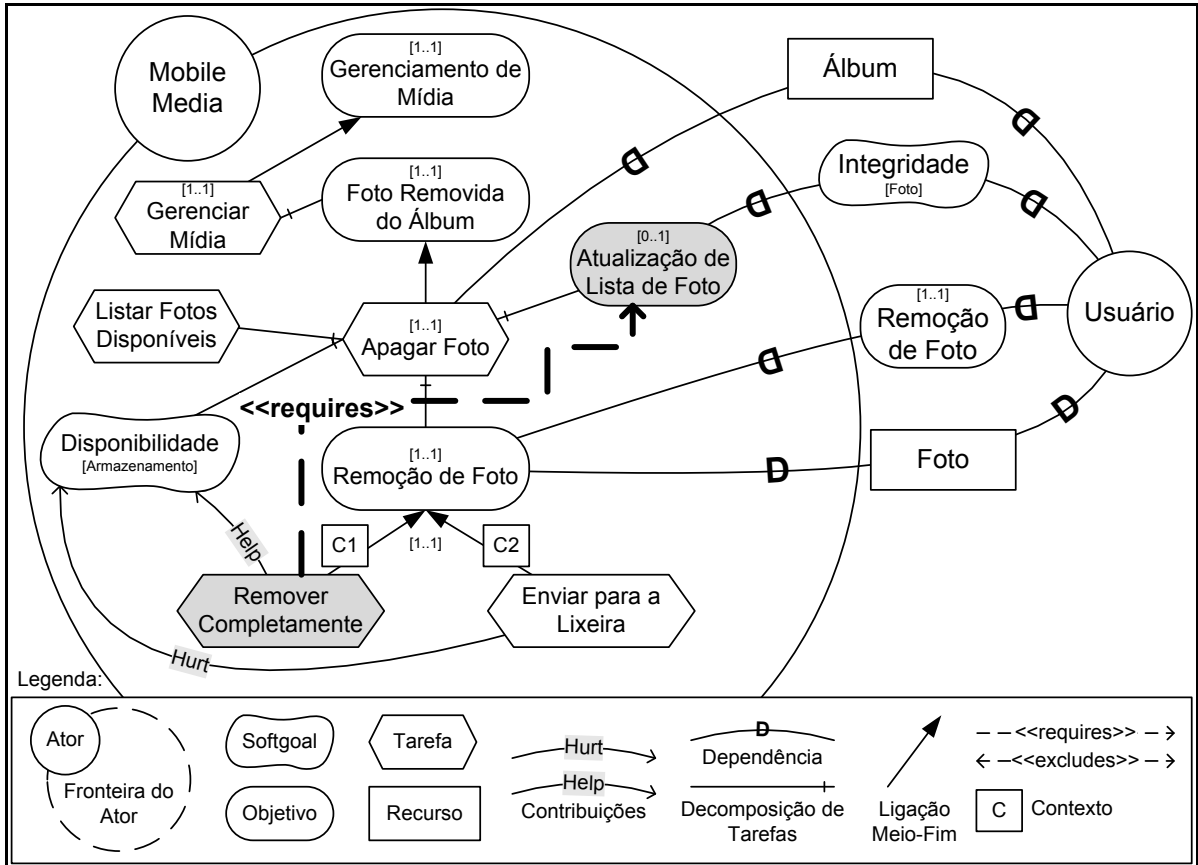 Mobile
Media
[1..1]
Gerenciamento de
Mídia
Álbum
D
D
[1..1]
Gerenciar
Mídia
[1..1]
Foto Removida
do Álbum
Integridade
[Foto]
D
D
[0..1]
Atualização de
Lista de Foto
Listar Fotos
Disponíveis
[1..1]
Apagar Foto
[1..1]
Remoção
de Foto
D
D
Usuário
<<requires>>
Disponibilidade
[Armazenamento]
[1..1]
Remoção de Foto
D
Foto
D
Help
C1
[1..1]
C2
Remover
Completamente
Enviar para a
Lixeira
Hurt
Legenda:
Ator
Fronteira do
Ator
Softgoal
Objetivo
Tarefa
Recurso
Hurt
Help
Contribuições
D
Dependência
Decomposição de
Tarefas
Ligação
Meio-Fim
<<requires>>
<<excludes>>
C
Contexto